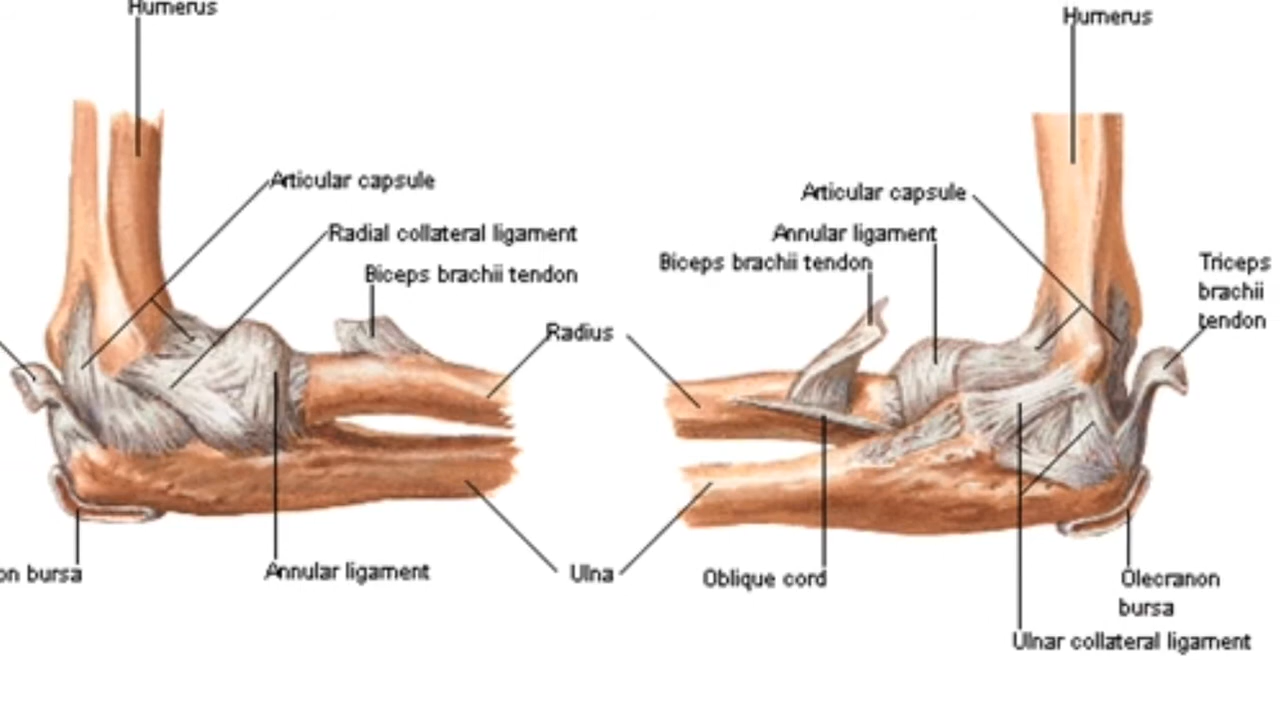 Humerus
Humerus
Articular capsule
Articular capsule
Radial collateral ligament
Annular ligament
Biceps brachii tendon
Biceps brachii tendon
Triceps
brachii
tendon
Radius
on bursa
Annular ligament
Ulna
Oblique cord
Olecranon
bursa
Ulnar collateral ligament